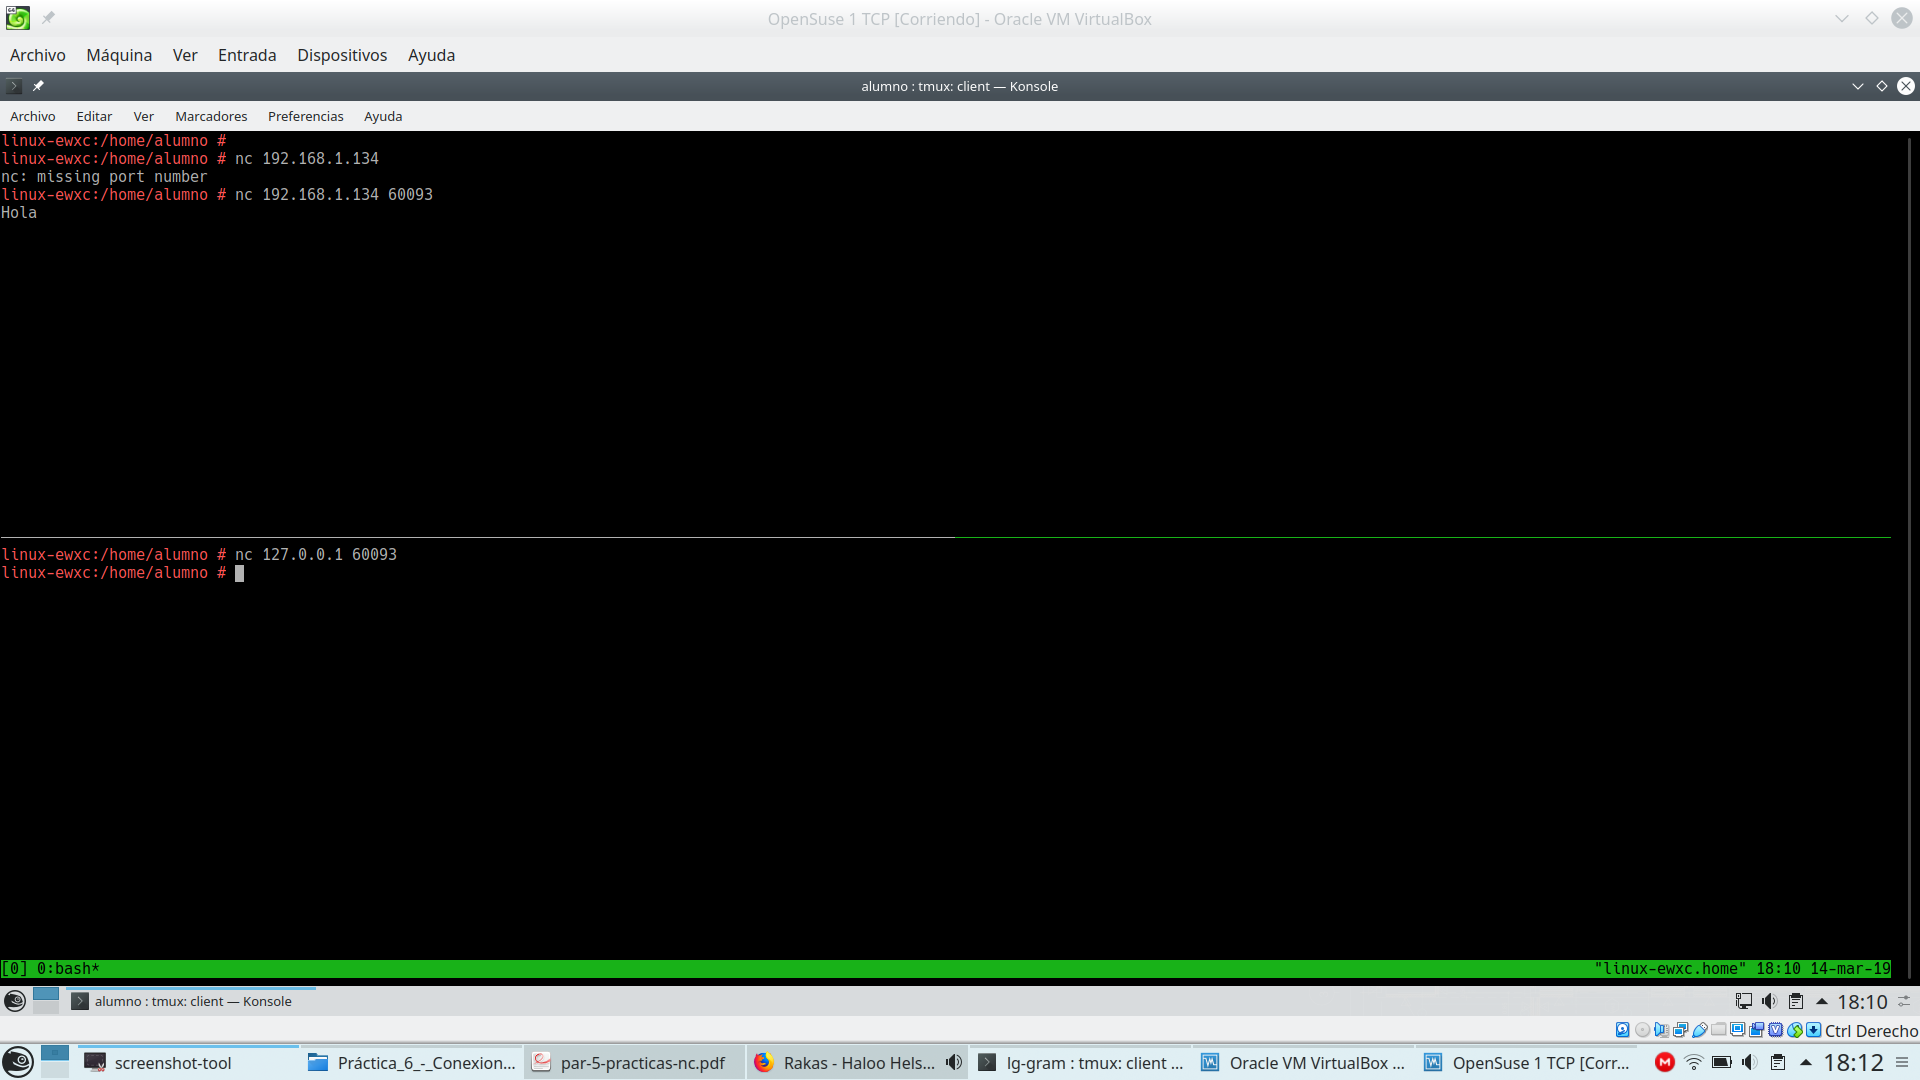 OpenSuse 1 TCP [Corriendo] - Oracle VM VirtualBox
Archivo Máquina Ver Entrada Dispositivos Ayuda
alumno : tmux: client — Konsole
Archivo Editar Ver Marcadores Preferencias Ayuda
linux-ewxc:/home/alumno #
linux-ewxc:/home/alumno # nc 192.168.1.134
nc: missing port number
linux-ewxc:/home/alumno # nc 192.168.1.134 60093
Hola
linux-ewxc:/home/alumno # nc 127.0.0.1 60093
linux-ewxc:/home/alumno #
[0] 0:bash* "linux-ewxc.home" 18:10 14-mar-19
alumno : tmux: client — Konsole 18:10
Ctrl Derecho
screenshot-tool Práctica_6_-_Conexion... par-5-practicas-nc.pdf Rakas - Haloo Hels... lg-gram : tmux: client ... Oracle VM VirtualBox ... OpenSuse 1 TCP [Corr... 18:12